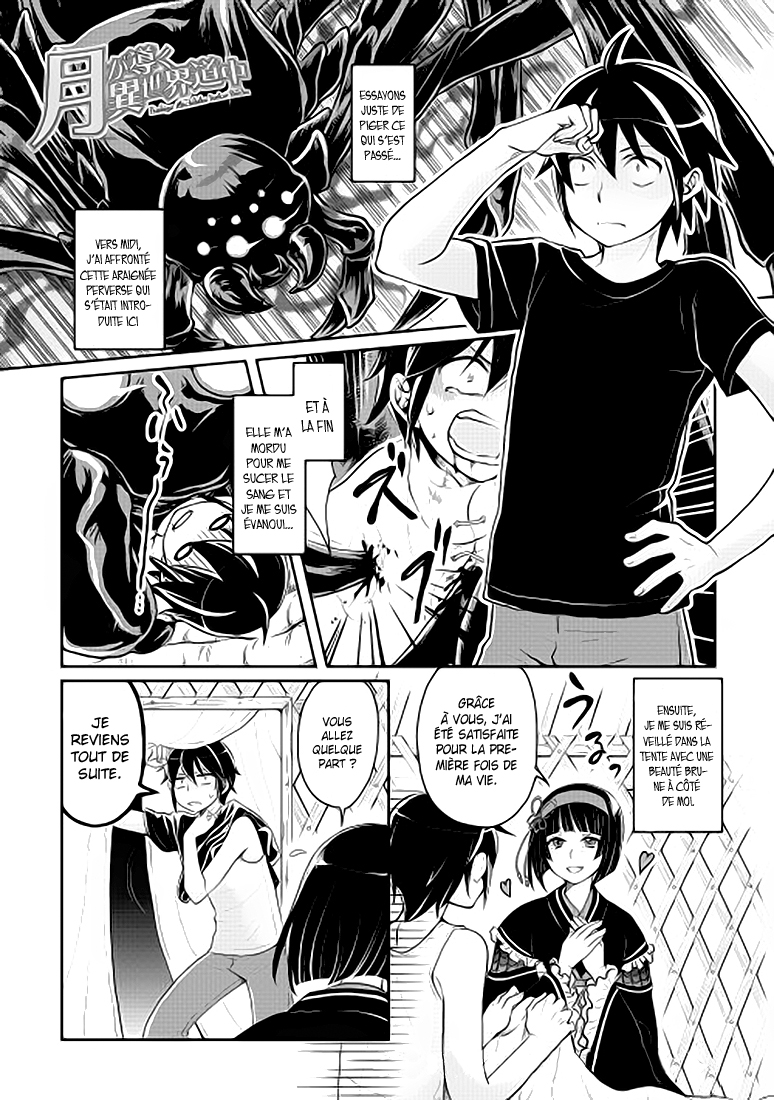 月が導く
異世界道中
ESSAYONS
JUSTE DE
PIGER CE
QUI S'EST
PASSÉ...
VERS MIDI,
J'AI AFFRONTÉ
CETTE ARAIGNÉE
PERVERSE QUI
S'ÉTAIT INTRO-
DUITE ICI
ET À
LA FIN
ELLE M'A
MORDU
POUR ME
SUCER LE
SANG ET
JE ME SUIS
ÉVANOUI...
ズズ
ENSUITE,
JE ME SUIS RÉ-
VEILLÉ DANS LA
TENTE AVEC UNE
BEAUTÉ BRU-
NE À CÔTÉ
DE MOI.
GRÂCE
À VOUS, J'AI
ÉTÉ SATISFAITE
POUR LA PRE-
MIÈRE FOIS DE
MA VIE.
VOUS
ALLEZ
QUELQUE
PART ?
JE
REVIENS
TOUT DE
SUITE.